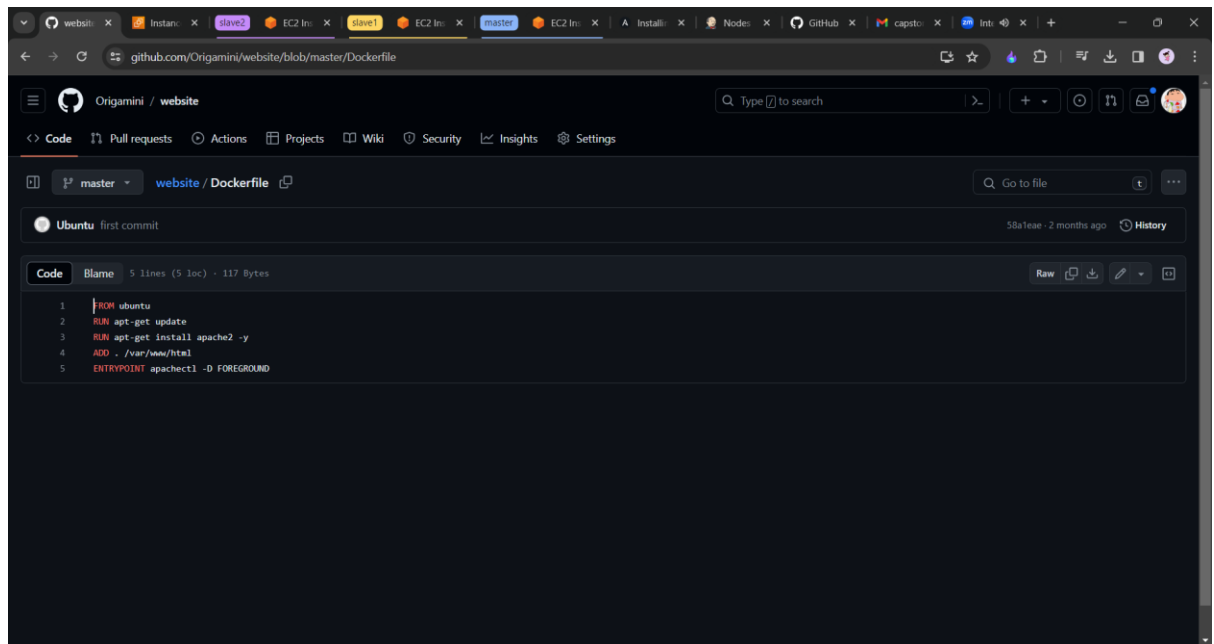 websit
Instanc
slave2
EC2 Ins
slave1
EC2 Ins
master
EC2 Ins
Installin
Nodes
GitHub
capsto
Inte
github.com/Origamini/website/blob/master/Dockerfile
Origamini / website
Type / to search
<> Code Pull requests Actions Projects Wiki Security Insights Settings
master website / Dockerfile
Go to file t
Ubuntu first commit
58a1eae · 2 months ago History
Code Blame 5 lines (5 loc) · 117 Bytes
Raw
1 FROM ubuntu
2 RUN apt-get update
3 RUN apt-get install apache2 -y
4 ADD . /var/www/html
5 ENTRYPOINT apachectl -D FOREGROUND